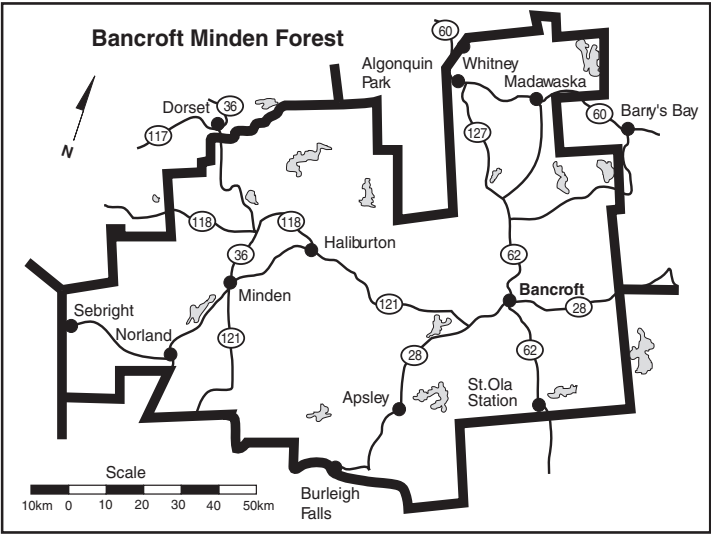 Bancroft Minden Forest
60
Algonquin
Park
Whitney
Madawaska
Dorset
36
60
Barry's Bay
117
127
N
118
118
Haliburton
36
62
Minden
Bancroft
Sebright
121
28
Norland
121
62
28
Apsley
St.Ola
Station
Scale
10km 0 10 20 30 40 50km
Burleigh
Falls